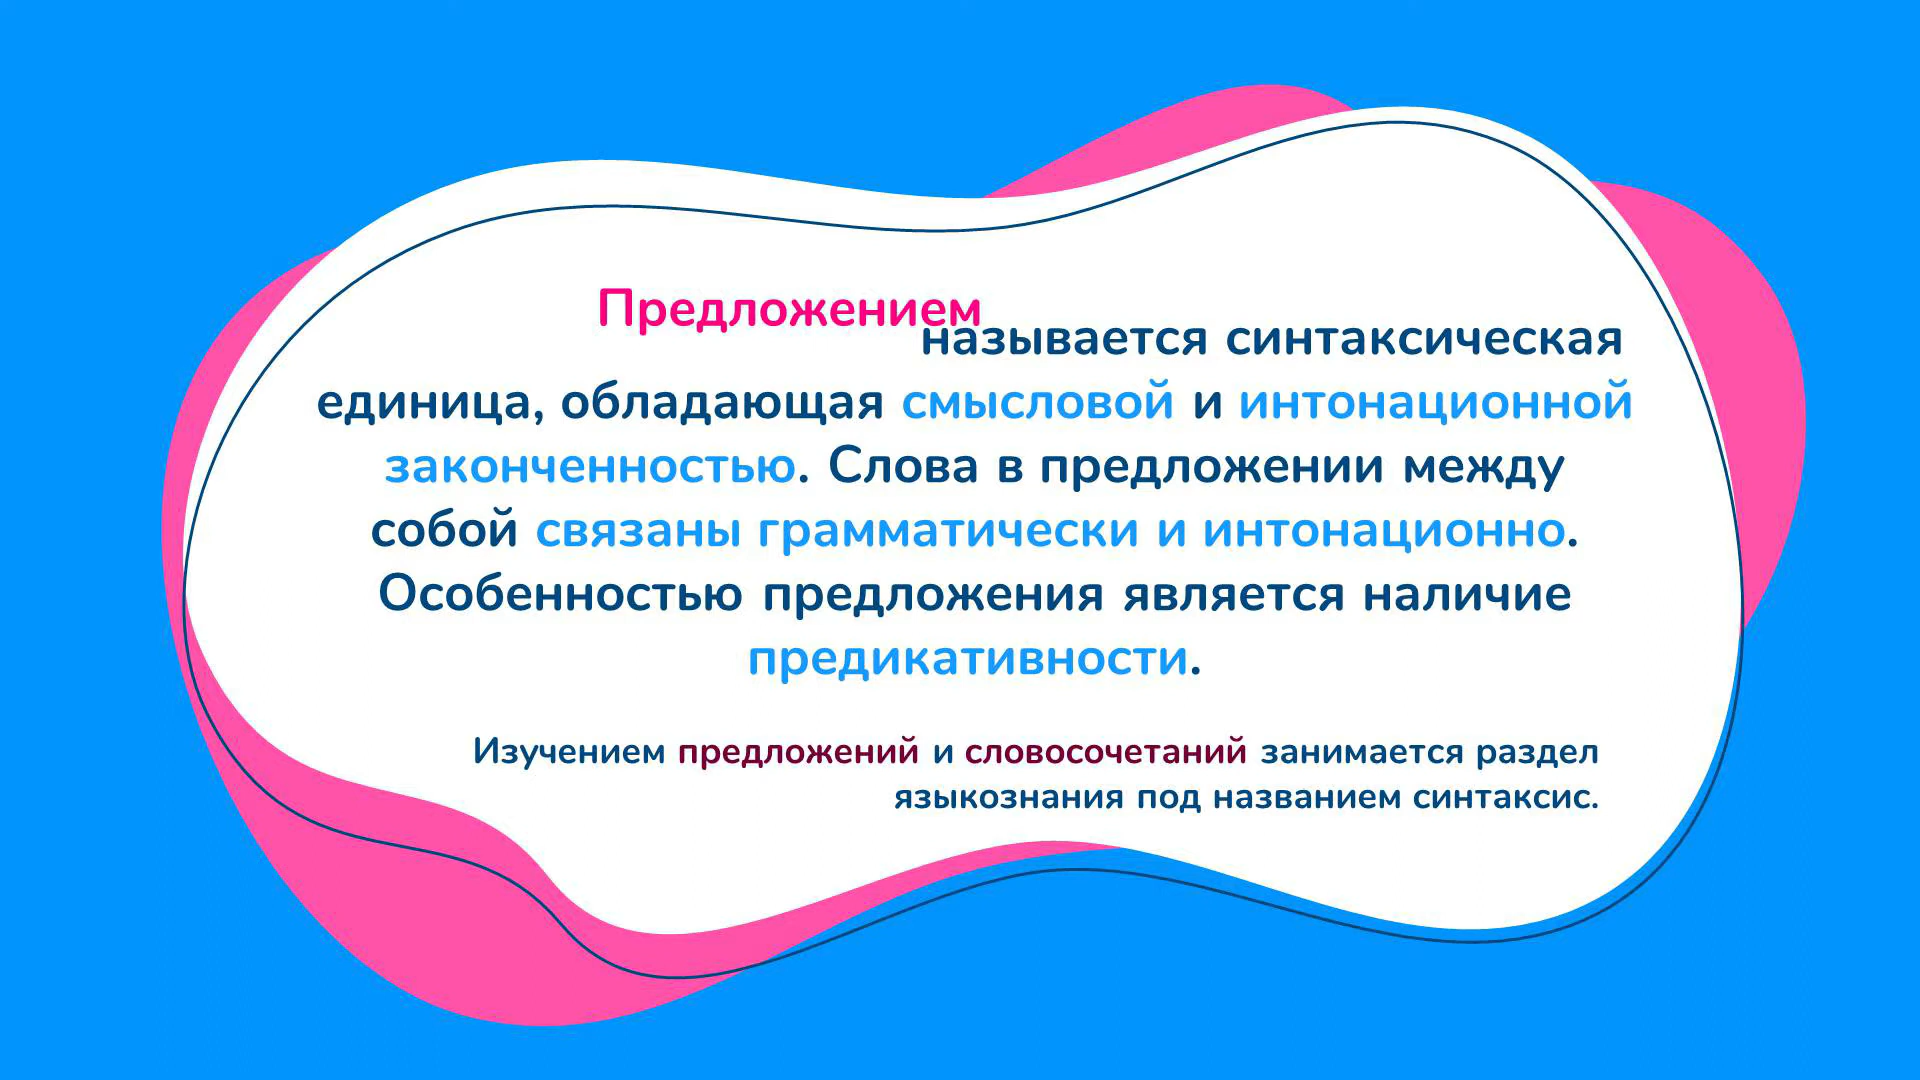 Предложением
называется синтаксическая
единица, обладающая смысловой и интонационной
законченностью. Слова в предложении между
собой связаны грамматически и интонационно.
Особенностью предложения является наличие
предикативности.
Изучением предложений и словосочетаний занимается раздел
языкознания под названием синтаксис.